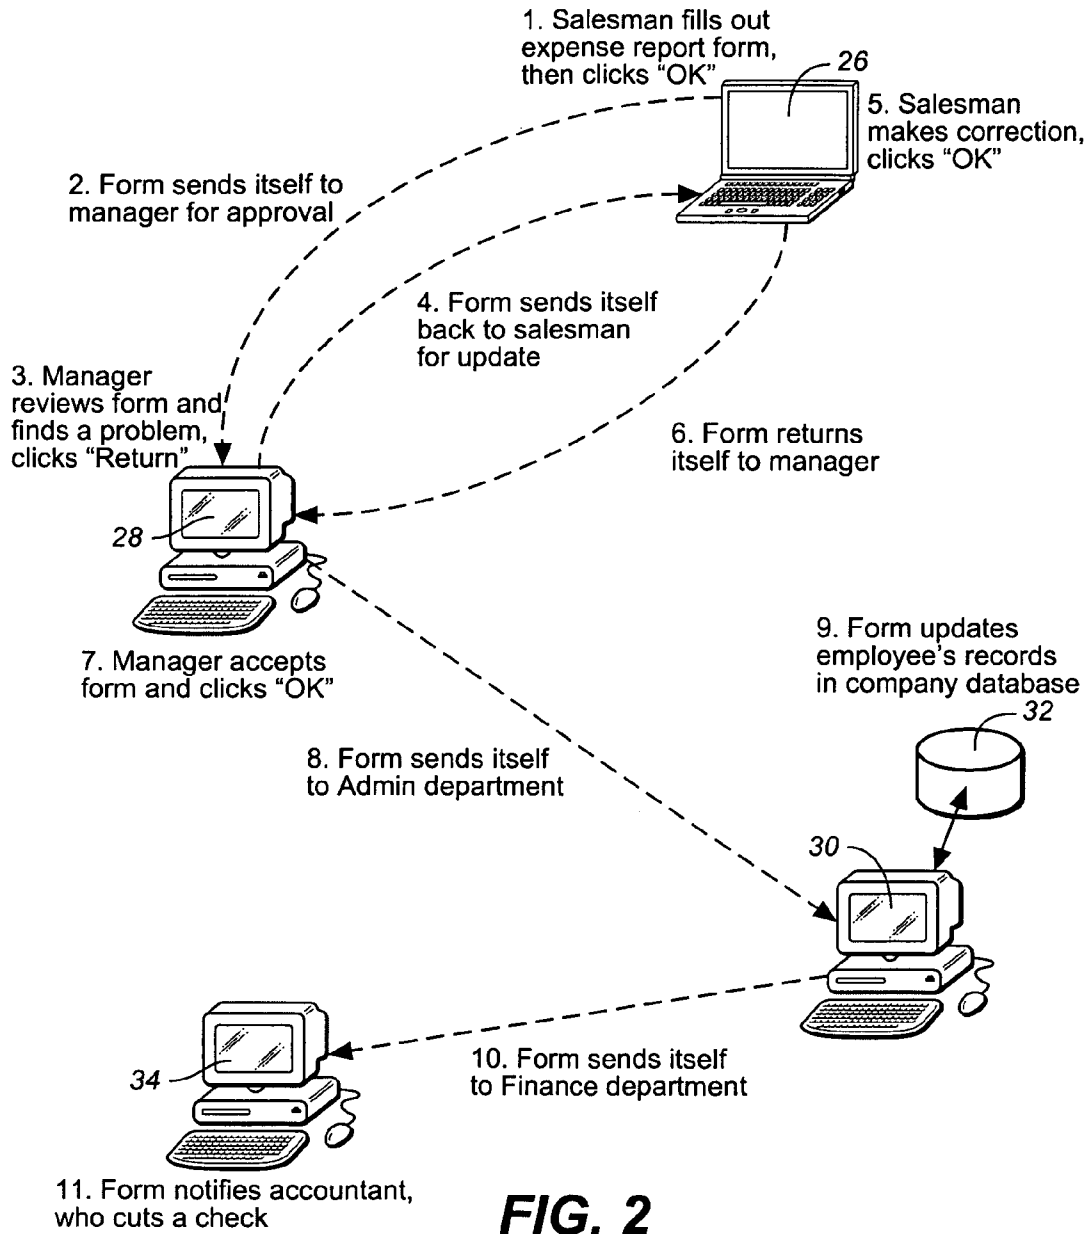 1. Salesman fills out
expense report form,
then clicks “OK”
26
5. Salesman
makes correction,
clicks “OK”
2. Form sends itself to
manager for approval
4. Form sends itself
back to salesman
for update
3. Manager
reviews form and
finds a problem,
clicks “Return”
6. Form returns
itself to manager
28
7. Manager accepts
form and clicks “OK”
9. Form updates
employee’s records
in company database
32
8. Form sends itself
to Admin department
30
10. Form sends itself
to Finance department
34
11. Form notifies accountant,
who cuts a check
FIG. 2